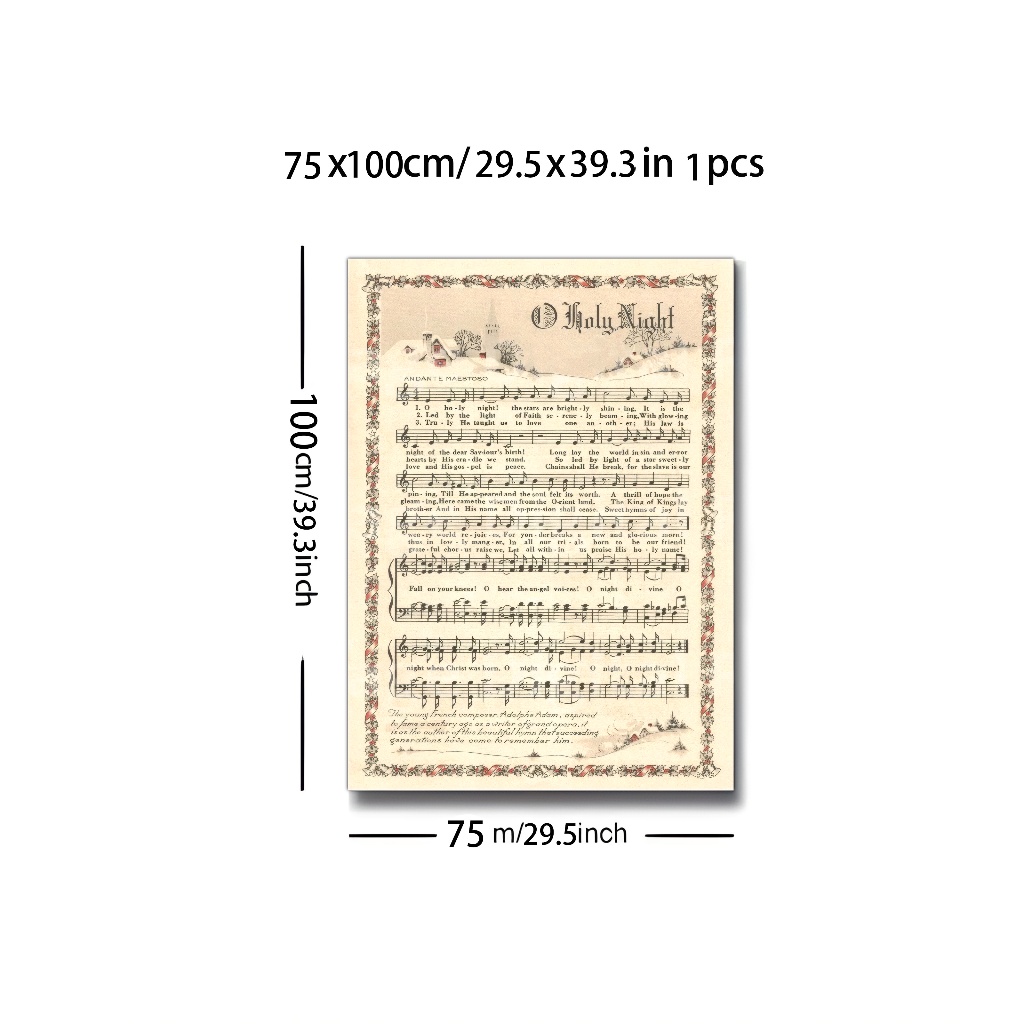 75x100cm/ 29.5x39.3in 1pcs
100cm/39.3inch
O Holy Night
ANDANTE MAESTOSO
1. O ho-ly night! the stars are bright-ly shin-ing, It is the
2. Led by the light of Faith se-rene-ly beam-ing, With glow-ing
3. Tru-ly He taught us to love one an-oth-er; His law is
night of the dear Sav-iour's birth! Long lay the world in sin and er-ror
hearts by His cra-dle we stand. So led by light of a star sweet-ly
love and His gos-pel is peace. Chains shall He break, for the slave is our
pin-ing, Till He ap-peared and the soul felt its worth. A thrill of hope the
gleam-ing, Here came the wise men from the O-rient land. The King of Kings lay
broth-er And in His name all op-pression shall cease. Sweet hymns of joy in
wea-ry world re-joic-es, For yon-der breaks a new and glo-rious morn!
thus in low-ly mang-er, In all our tri-als born to be our friend!
grate-ful chor-us raise we, Let all with-in us praise His ho-ly name!
Fall on your knees! O hear the an-gel voi-ces! O night di-vine O
night when Christ was born, O night di-vine! O night, O night di-vine!
The young French composer, Adolphe Adam, aspired
to fame a century ago as a writer of grand opera, it
is as the author of this beautiful hymn that succeeding
generations have come to remember him.
75 m/29.5inch